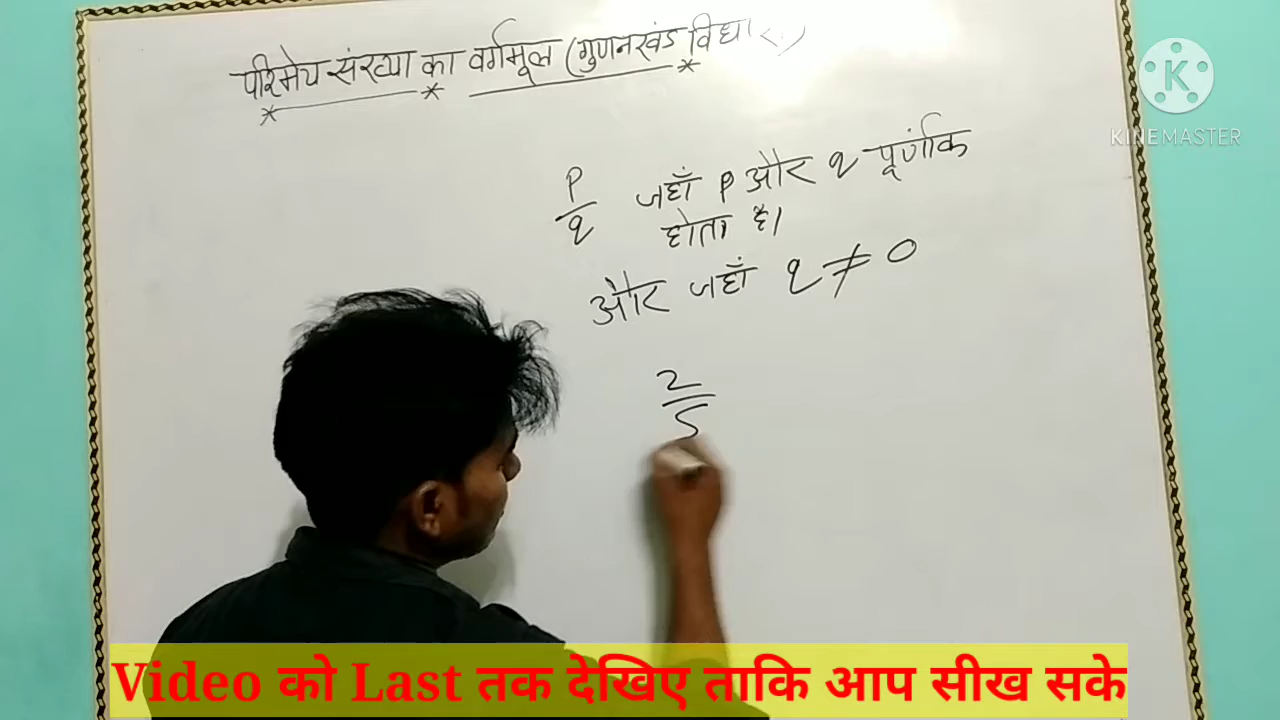 परिमेय संख्या का वर्गमूल (गुणनखंड
KINEMASTER
p/q जहाँ p और q पूर्णांक
होता है।
और जहाँ q ≠ 0
2/5
Video को Last तक देखिए ताकि आप सीख सके